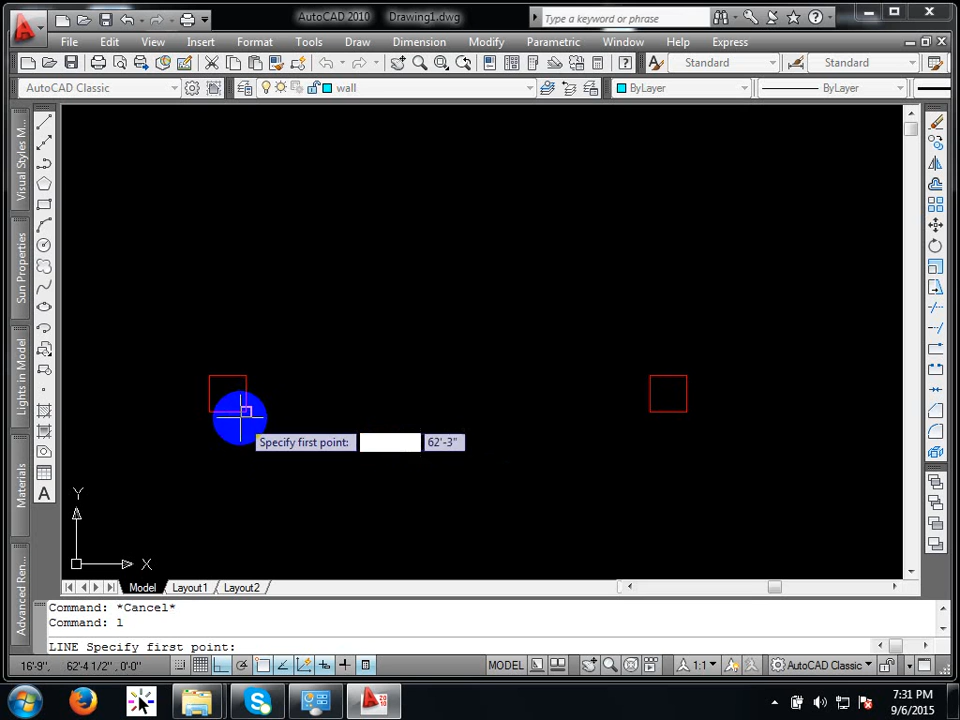 AutoCAD 2010 Drawing1.dwg
Type a keyword or phrase
File Edit View Insert Format Tools Draw Dimension Modify Parametric Window Help Express
Standard Standard
AutoCAD Classic wall ByLayer ByLayer
Visual Styles M...
Sun Properties
Lights in Model
Materials
Advanced Ren...
A
Specify first point: 62'-3"
Y
X
Model Layout1 Layout2
Command: *Cancel*
Command: l
LINE Specify first point:
16'-9", 62'-4 1/2", 0'-0" MODEL 1:1 AutoCAD Classic
7:31 PM
9/6/2015